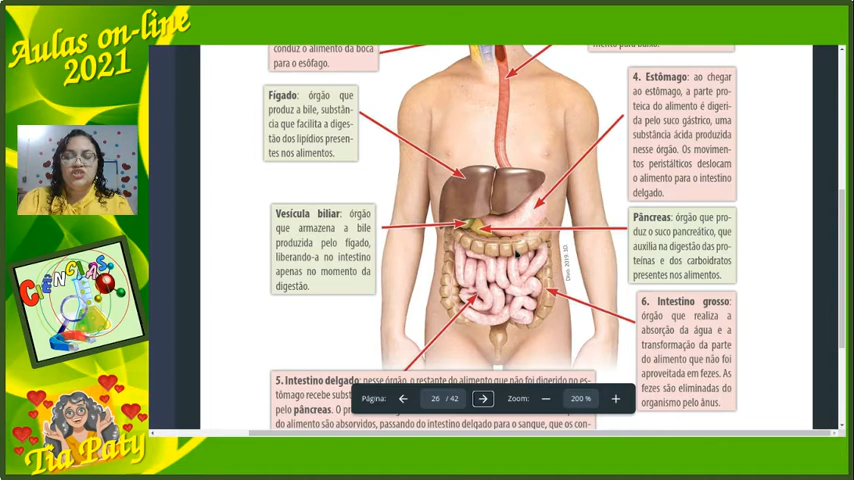 Aulas on-line
2021
CIÊNCIAS
Tia Paty
conduz o alimento da boca
para o esôfago.
Fígado: órgão que
produz a bile, substân-
cia que facilita a diges-
tão dos lipídios presen-
tes nos alimentos.
4. Estômago: ao chegar
ao estômago, a parte pro-
teica do alimento é digeri-
da pelo suco gástrico, uma
substância ácida produzida
nesse órgão. Os movimen-
tos peristálticos deslocam
o alimento para o intestino
delgado.
Vesícula biliar: órgão
que armazena a bile
produzida pelo fígado,
liberando-a no intestino
apenas no momento da
digestão.
Pâncreas: órgão que pro-
duz o suco pancreático, que
auxilia na digestão das pro-
teínas e dos carboidratos
presentes nos alimentos.
6. Intestino grosso:
órgão que realiza a
absorção da água e a
transformação da parte
do alimento que não foi
aproveitada em fezes. As
fezes são eliminadas do
organismo pelo ânus.
5. Intestino delgado: nesse órgão, o restante do alimento que não foi digerido no es-
tômago recebe
pelo pâncreas. O
do alimento são absorvidos, passando do intestino delgado para o sangue, que os con-
Página: 26 / 42 Zoom: 200 %